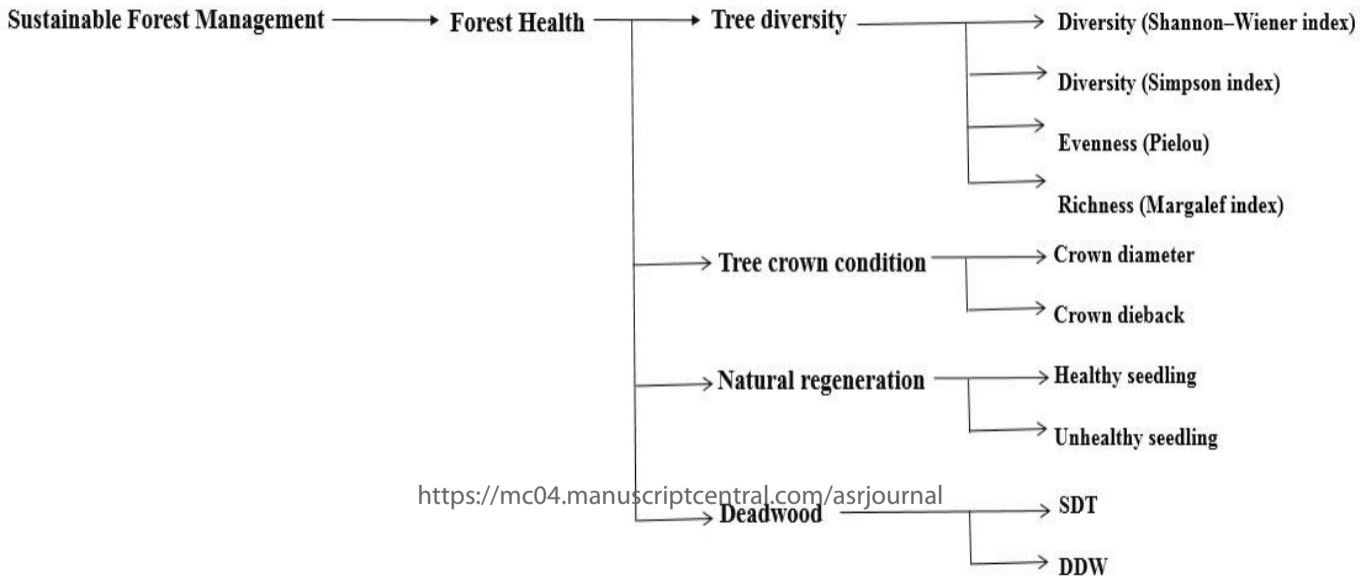 Sustainable Forest Management
Forest Health
Tree diversity
Diversity (Shannon–Wiener index)
Diversity (Simpson index)
Evenness (Pielou)
Richness (Margalef index)
Tree crown condition
Crown diameter
Crown dieback
Natural regeneration
Healthy seedling
Unhealthy seedling
https://mc04.manuscriptcentral.com/asrjournal
Deadwood
SDT
DDW